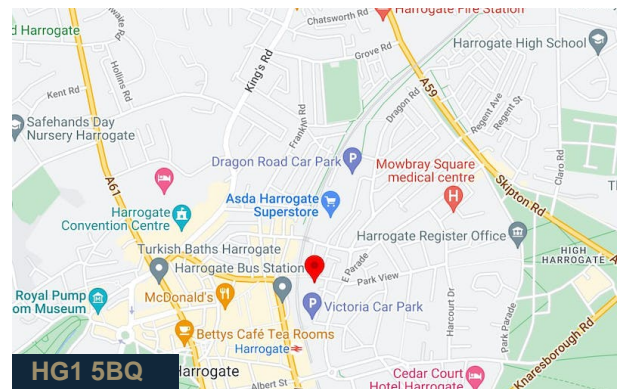 Harrogate Fire Station
Chatsworth Rd
d Harrogate
Grove Rd
Harrogate High School
King's Rd
Hollins Rd
Kent Rd
A59
Dragon Rd
Regent Ave
Regent St
Franklin Rd
Safehands Day
Nursery Harrogate
Dragon Road Car Park
P
Mowbray Square
medical centre
H
Claro Rd
A61
Skipton Rd
Asda Harrogate
Superstore
Harrogate
Convention Centre
Harrogate Register Office
Turkish Baths Harrogate
Harrogate Bus Station
E Parade
Park View
HIGH
HARROGATE
Royal Pump
om Museum
McDonald's
P
Victoria Car Park
Harcourt Dr
Park Parade
Bettys Café Tea Rooms
Harrogate
Knaresborough Rd
HG1 5BQ
Harrogate
Albert St
Cedar Court
Hotel Harrogate